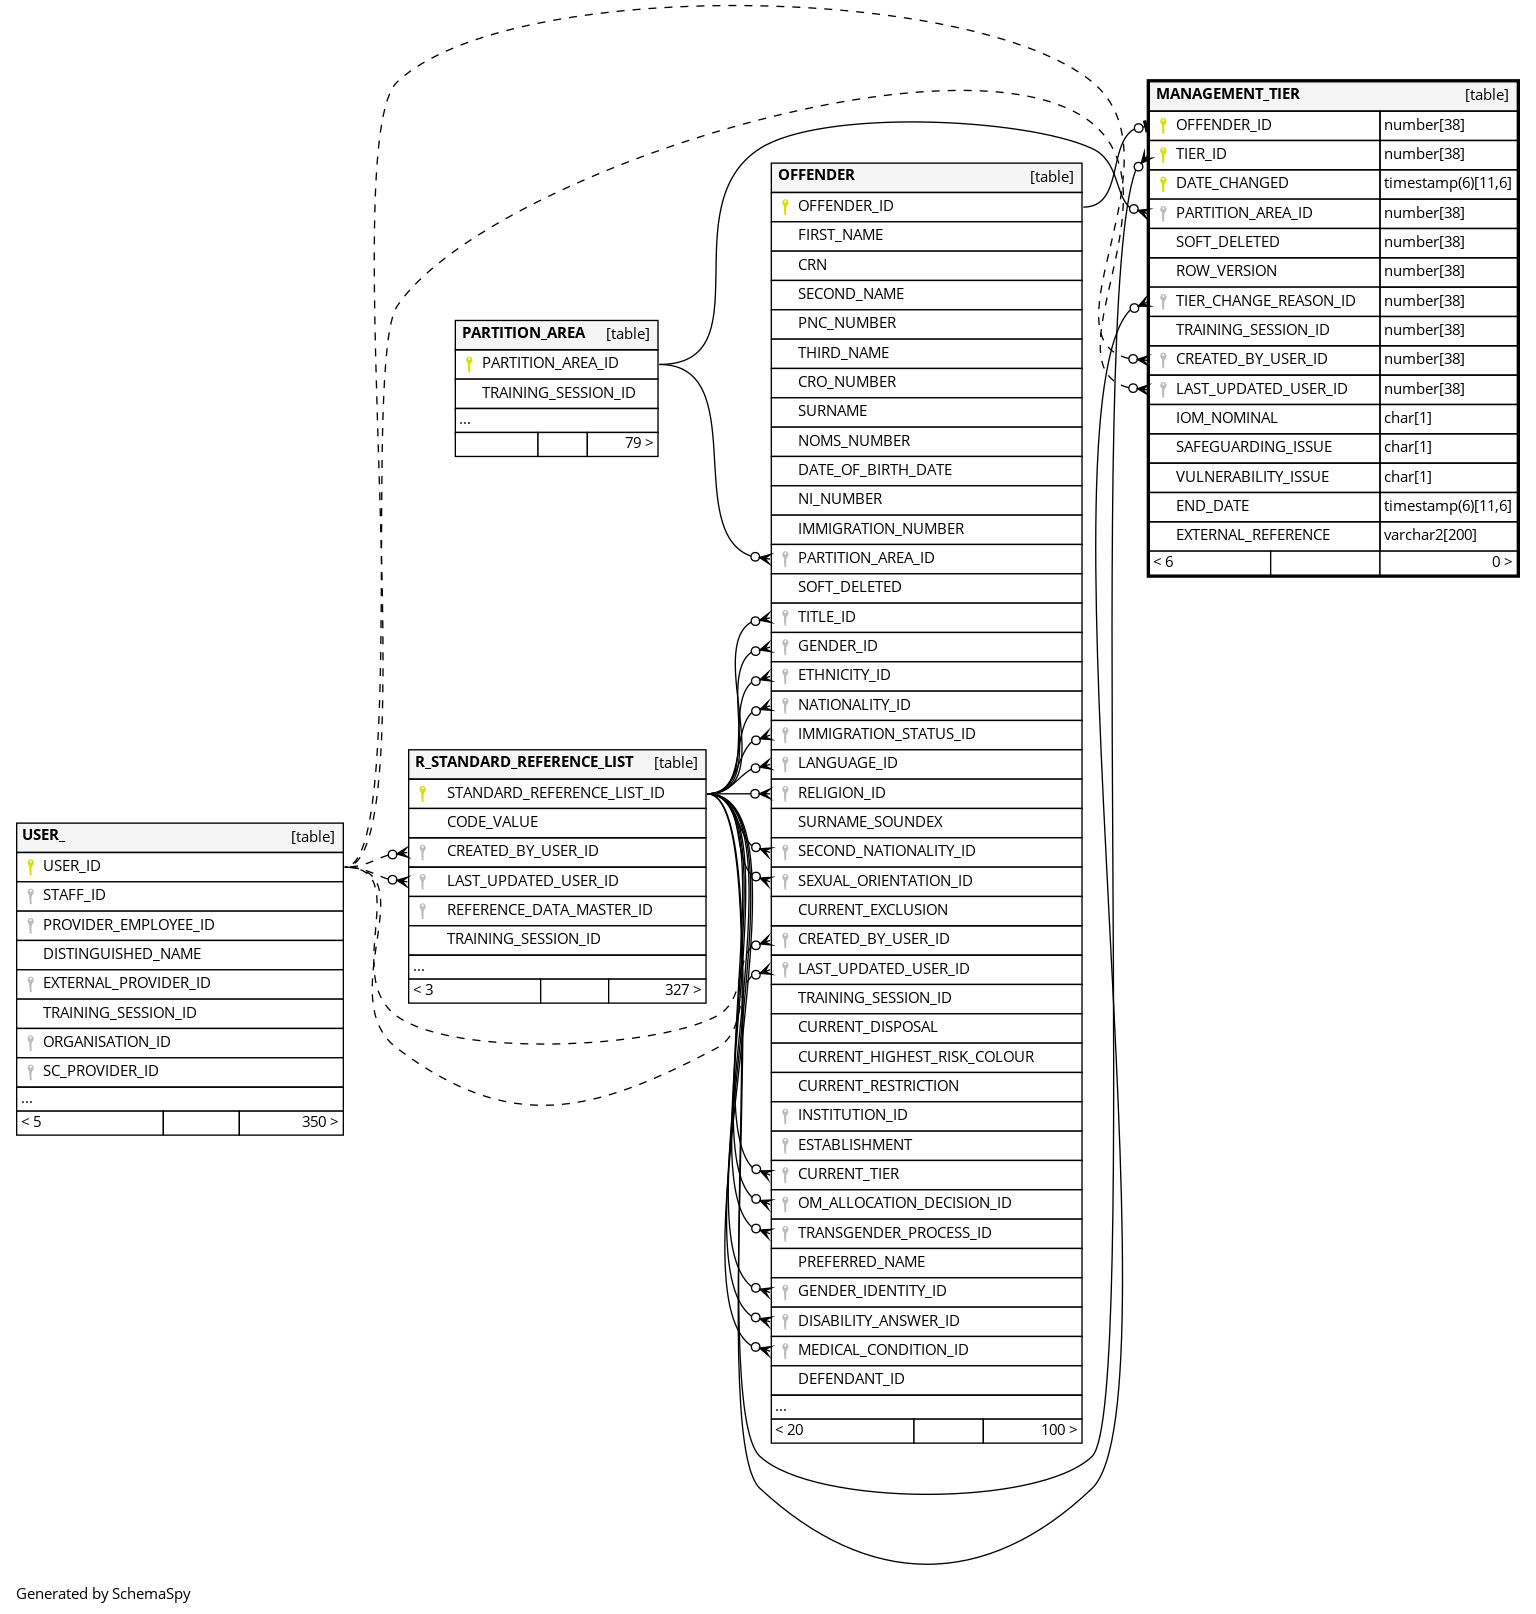 MANAGEMENT_TIER [table]
OFFENDER_ID number[38]
TIER_ID number[38]
DATE_CHANGED timestamp(6)[11,6]
PARTITION_AREA_ID number[38]
SOFT_DELETED number[38]
ROW_VERSION number[38]
TIER_CHANGE_REASON_ID number[38]
TRAINING_SESSION_ID number[38]
CREATED_BY_USER_ID number[38]
LAST_UPDATED_USER_ID number[38]
IOM_NOMINAL char[1]
SAFEGUARDING_ISSUE char[1]
VULNERABILITY_ISSUE char[1]
END_DATE timestamp(6)[11,6]
EXTERNAL_REFERENCE varchar2[200]
< 6 0 >
OFFENDER [table]
OFFENDER_ID
FIRST_NAME
CRN
SECOND_NAME
PNC_NUMBER
THIRD_NAME
CRO_NUMBER
SURNAME
NOMS_NUMBER
DATE_OF_BIRTH_DATE
NI_NUMBER
IMMIGRATION_NUMBER
PARTITION_AREA_ID
SOFT_DELETED
TITLE_ID
GENDER_ID
ETHNICITY_ID
NATIONALITY_ID
IMMIGRATION_STATUS_ID
LANGUAGE_ID
RELIGION_ID
SURNAME_SOUNDEX
SECOND_NATIONALITY_ID
SEXUAL_ORIENTATION_ID
CURRENT_EXCLUSION
CREATED_BY_USER_ID
LAST_UPDATED_USER_ID
TRAINING_SESSION_ID
CURRENT_DISPOSAL
CURRENT_HIGHEST_RISK_COLOUR
CURRENT_RESTRICTION
INSTITUTION_ID
ESTABLISHMENT
CURRENT_TIER
OM_ALLOCATION_DECISION_ID
TRANSGENDER_PROCESS_ID
PREFERRED_NAME
GENDER_IDENTITY_ID
DISABILITY_ANSWER_ID
MEDICAL_CONDITION_ID
DEFENDANT_ID
...
< 20 100 >
PARTITION_AREA [table]
PARTITION_AREA_ID
TRAINING_SESSION_ID
...
79 >
R_STANDARD_REFERENCE_LIST [table]
STANDARD_REFERENCE_LIST_ID
CODE_VALUE
CREATED_BY_USER_ID
LAST_UPDATED_USER_ID
REFERENCE_DATA_MASTER_ID
TRAINING_SESSION_ID
...
< 3 327 >
USER_ [table]
USER_ID
STAFF_ID
PROVIDER_EMPLOYEE_ID
DISTINGUISHED_NAME
EXTERNAL_PROVIDER_ID
TRAINING_SESSION_ID
ORGANISATION_ID
SC_PROVIDER_ID
...
< 5 350 >
Generated by SchemaSpy